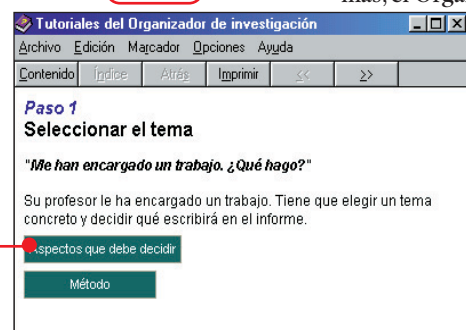 más, el Orga
Tutoriales del Organizador de investigación
Archivo Edición Marcador Opciones Ayuda
Contenido Índice Atrás Imprimir << >>
Paso 1
Seleccionar el tema
"Me han encargado un trabajo. ¿Qué hago?"
Su profesor le ha encargado un trabajo. Tiene que elegir un tema
concreto y decidir qué escribirá en el informe.
Aspectos que debe decidir
Método